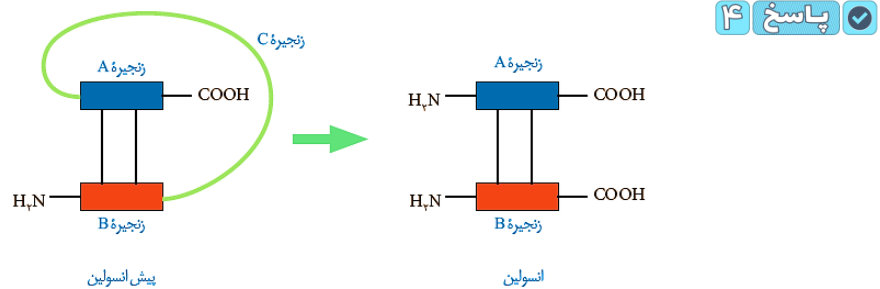 پاسخ ۴
زنجیرهٔ C
زنجیرهٔ A
COOH
H۲N
زنجیرهٔ B
پیش انسولین
زنجیرهٔ A
H۲N
COOH
H۲N
COOH
زنجیرهٔ B
انسولین